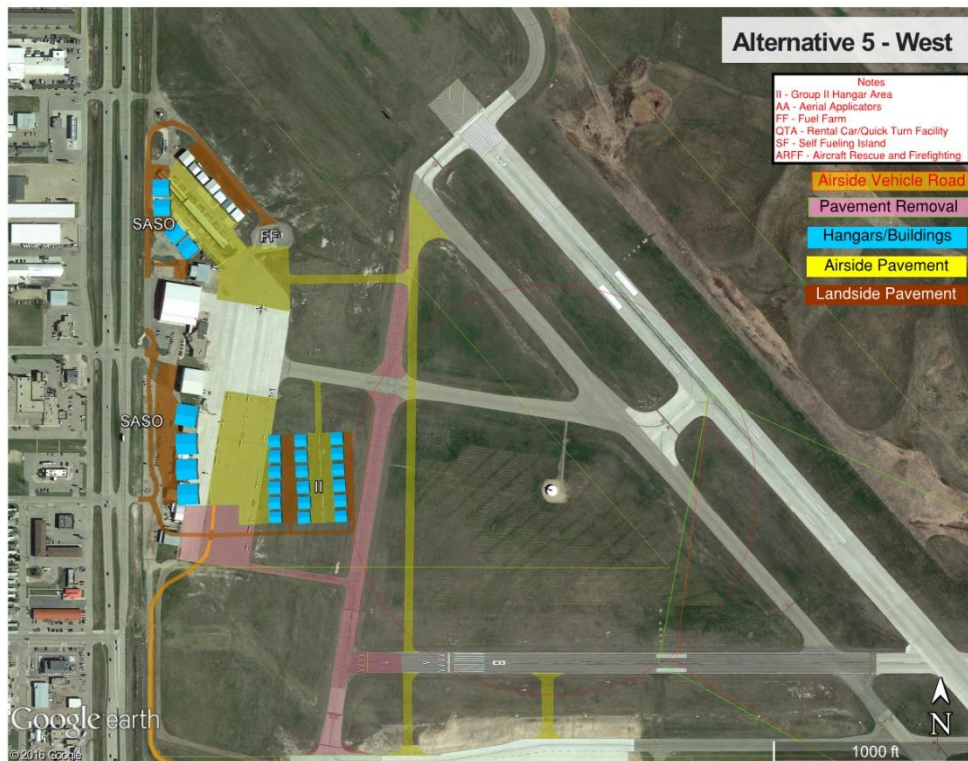 Alternative 5 - West
Notes
II - Group II Hangar Area
AA - Aerial Applicators
FF - Fuel Farm
QTA - Rental Car/Quick Turn Facility
SF - Self Fueling Island
ARFF - Aircraft Rescue and Firefighting
Airside Vehicle Road
Pavement Removal
Hangars/Buildings
Airside Pavement
Landside Pavement
SASO
FF
SASO
II
Google earth
© 2016 Google
N
1000 ft